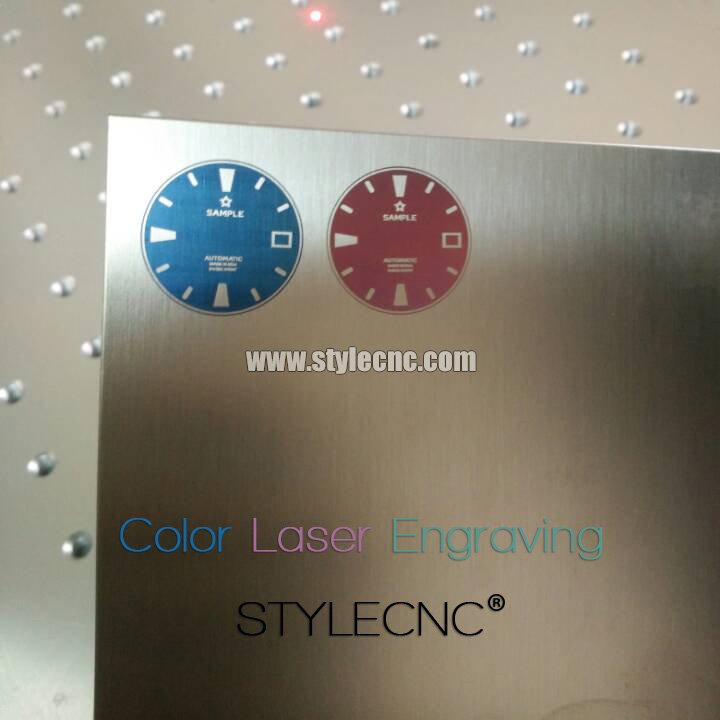 SAMPLE
AUTOMATIC
SAMPLE
AUTOMATIC
www.stylecnc.com
Color Laser Engraving
STYLECNC®